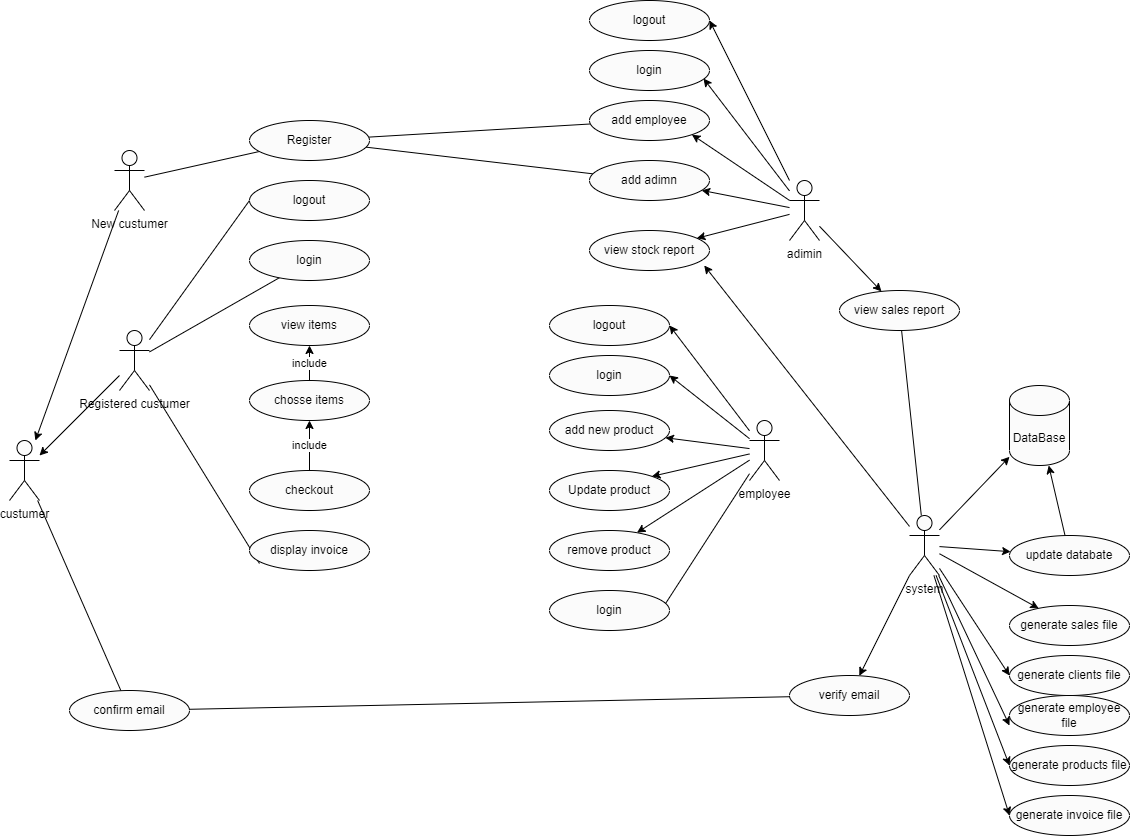 logout
login
add employee
Register
add adimn
New custumer
logout
view stock report
adimin
login
view items
view sales report
logout
include
login
Registered custumer
chosse items
add new product
DataBase
include
employee
checkout
Update product
custumer
display invoice
remove product
update databate
system
login
generate sales file
generate clients file
verify email
confirm email
generate employee
file
generate products file
generate invoice file